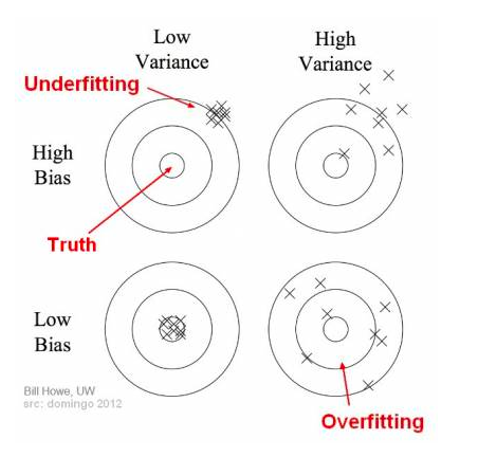 Low
Variance
High
Variance
Underfitting
High
Bias
Truth
Low
Bias
Bill Howe, UW
src: domingo 2012
Overfitting